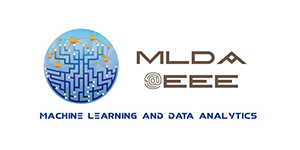 MLDA
@EEE
MACHINE LEARNING AND DATA ANALYTICS